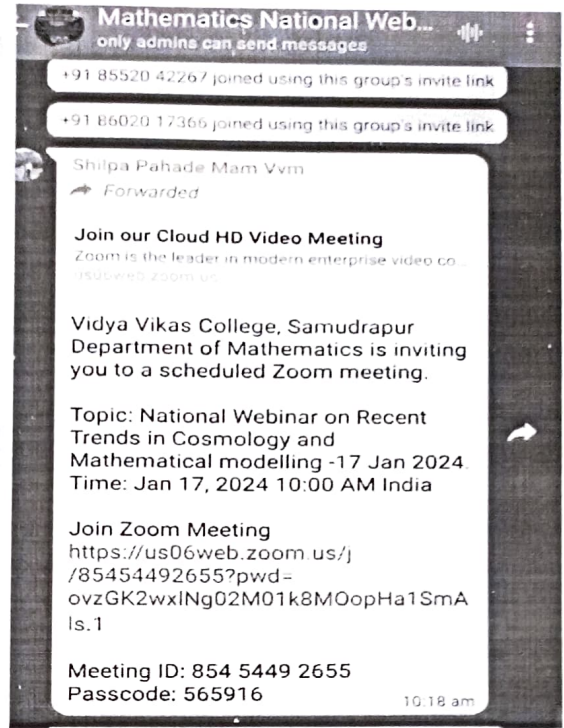 Mathematics National Web...
only admins can send messages
+91 85520 42267 joined using this group's invite link
+91 86020 17366 joined using this group's invite link
Shilpa Pahade Mam Vvm
Forwarded
Join our Cloud HD Video Meeting
Zoom is the leader in modern enterprise video co...
us06web.zoom.us
Vidya Vikas College, Samudrapur
Department of Mathematics is inviting
you to a scheduled Zoom meeting.
Topic: National Webinar on Recent
Trends in Cosmology and
Mathematical modelling -17 Jan 2024.
Time: Jan 17, 2024 10:00 AM India
Join Zoom Meeting
https://us06web.zoom.us/j
/85454492655?pwd=
ovzGK2wxlNg02M01k8MOopHa1SmA
ls.1
Meeting ID: 854 5449 2655
Passcode: 565916
10:18 am